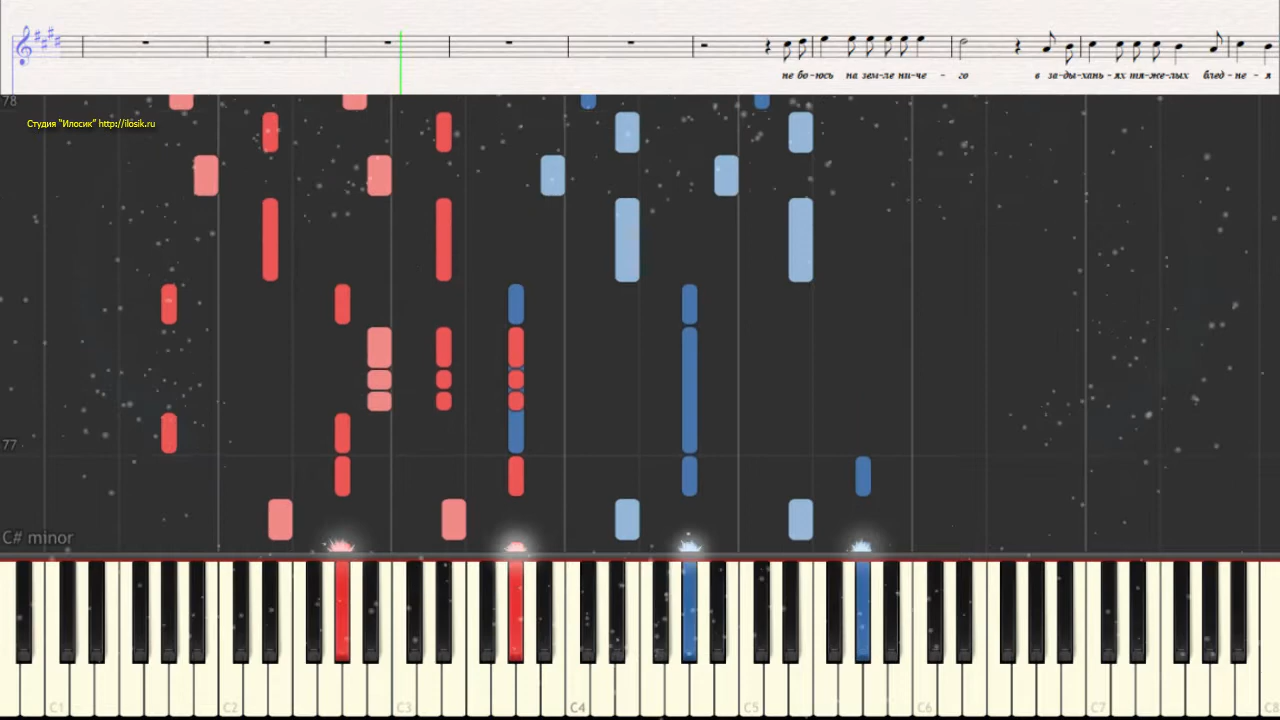 не бо-юсь на зем-ле ни-че - го в за-ды-хань-ях тя-же-лых блед-не-я
78
Студия "Илосик" http://ilosik.ru
77
C# minor
C1 C2 C3 C4 C5 C6 C7 C8